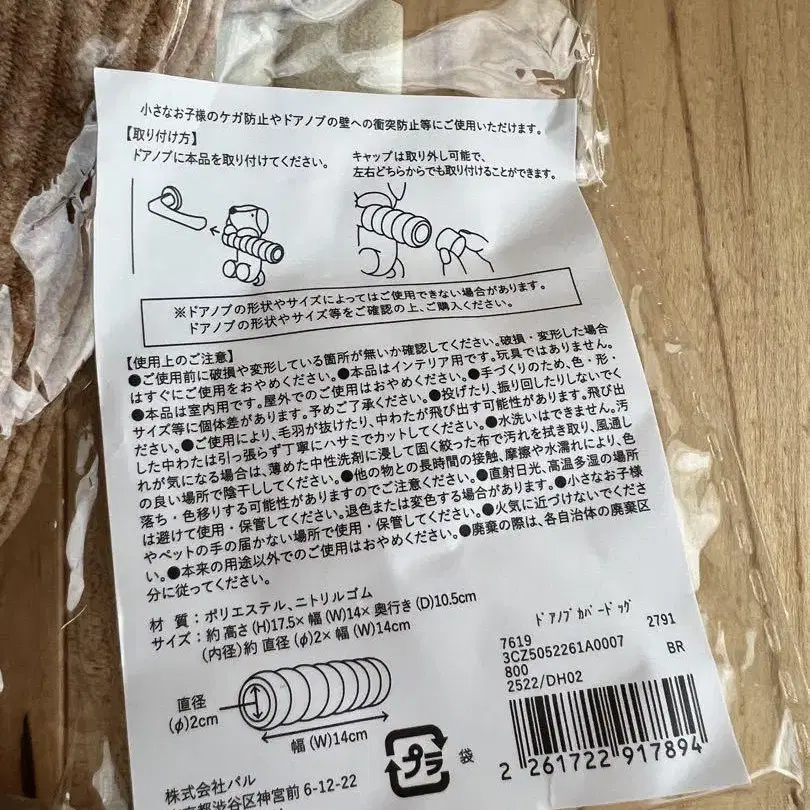 小さなお子様のケガ防止やドアノブの壁への衝突防止等にご使用いただけます。
【取り付け方】
ドアノブに本品を取り付けてください。
キャップは取り外し可能で、
左右どちらからでも取り付けることができます。
※ドアノブの形状やサイズによってはご使用できない場合があります。
ドアノブの形状やサイズ等をご確認の上、ご購入ください。
【使用上のご注意】
●ご使用前に破損や変形している箇所が無いか確認してください。破損・変形した場合
はすぐにご使用をおやめください。●本品はインテリア用です。玩具ではありません。
●本品は室内用です。屋外でのご使用はおやめください。●手づくりのため、色・形・
サイズ等に個体差があります。予めご了承ください。●投げたり、振り回したりしないでく
ださい。●ご使用により、毛羽が抜けたり、中わたが飛び出す可能性があります。飛び出
した中わたは引っ張らず丁寧にハサミでカットしてください。●水洗いはできません。汚
れが気になる場合は、薄めた中性洗剤に浸して固く絞った布で汚れを拭き取り、風通し
の良い場所で陰干ししてください。●他の物との長時間の接触、摩擦や水濡れにより、色
落ち・色移りする可能性がありますのでご注意ください。●直射日光、高温多湿の場所
は避けて使用・保管してください。退色または変色する場合があります。●小さなお子様
やペットの手の届かない場所で使用・保管してください。●火気に近づけないでくださ
い。●本来の用途以外でのご使用はおやめください。●廃棄の際は、各自治体の廃棄区
分に従ってください。
材 質：ポリエステル、ニトリルゴム
サイズ：約 高さ(H)17.5×幅(W)14×奥行き(D)10.5cm
(内径)約 直径(φ)2×幅(W)14cm
直径
(φ)2cm
幅(W)14cm
ドアノブカバードッグ
7619 2791
3CZ5052261A0007
800 BR
2522/DH02
2 261722 917894
プラ
袋
株式会社パル
京都渋谷区神宮前 6-12-22